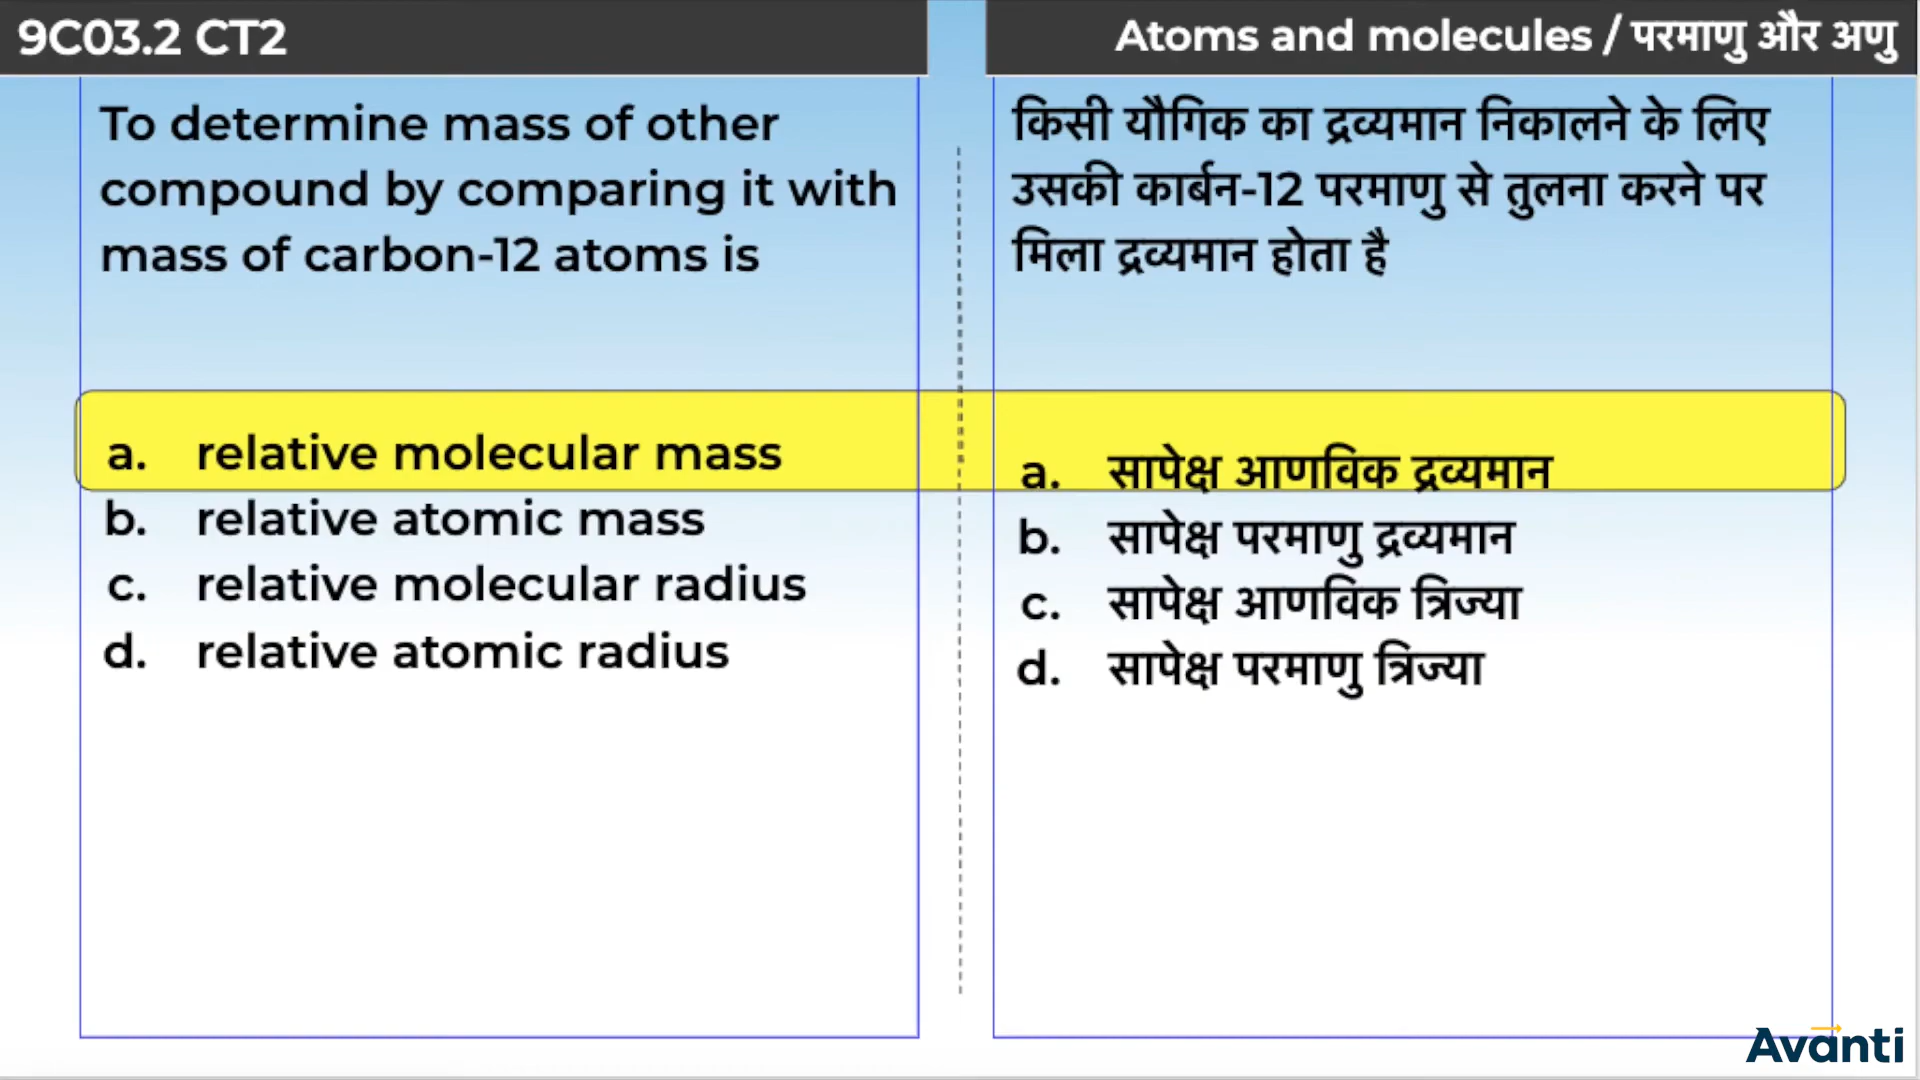 9C03.2 CT2
Atoms and molecules / परमाणु और अणु
To determine mass of other
compound by comparing it with
mass of carbon-12 atoms is
a. relative molecular mass
b. relative atomic mass
c. relative molecular radius
d. relative atomic radius
किसी यौगिक का द्रव्यमान निकालने के लिए
उसकी कार्बन-12 परमाणु से तुलना करने पर
मिला द्रव्यमान होता है
a. सापेक्ष आणविक द्रव्यमान
b. सापेक्ष परमाणु द्रव्यमान
c. सापेक्ष आणविक त्रिज्या
d. सापेक्ष परमाणु त्रिज्या
Avanti